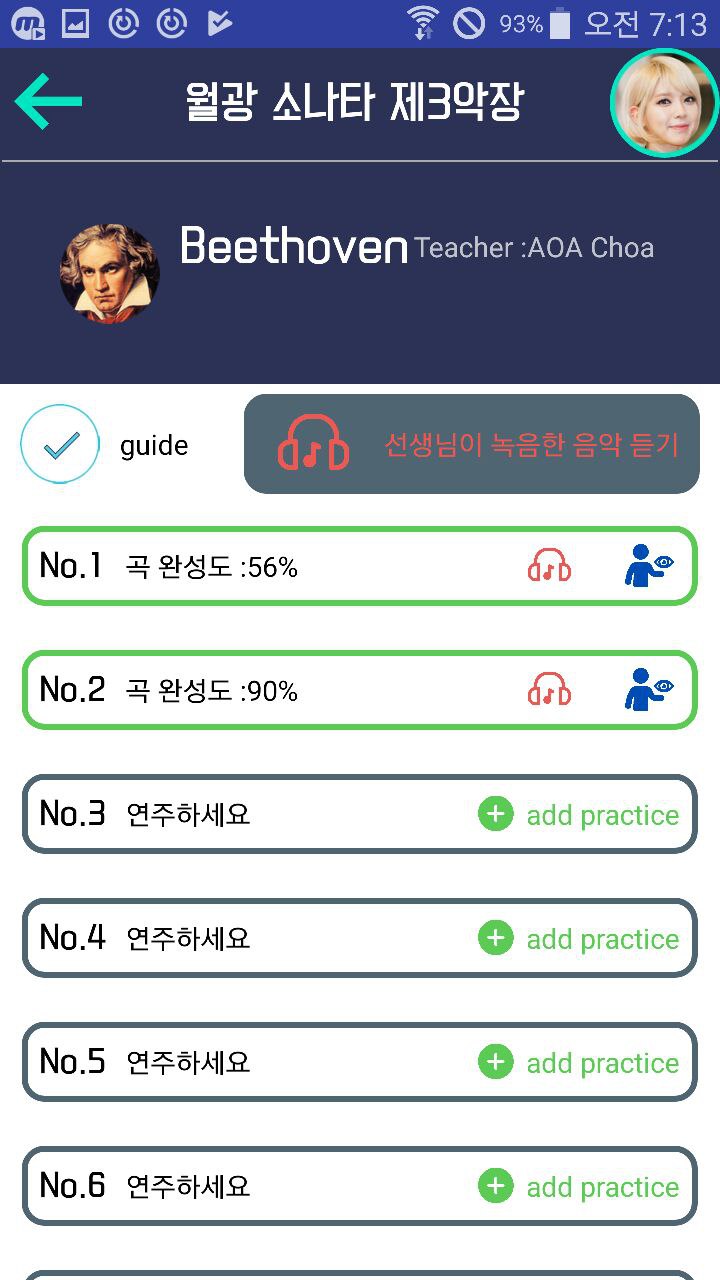 93% 오전 7:13
월광 소나타 제3악장
Beethoven Teacher :AOA Choa
guide
선생님이 녹음한 음악 듣기
No.1 곡 완성도 :56%
No.2 곡 완성도 :90%
No.3 연주하세요 add practice
No.4 연주하세요 add practice
No.5 연주하세요 add practice
No.6 연주하세요 add practice